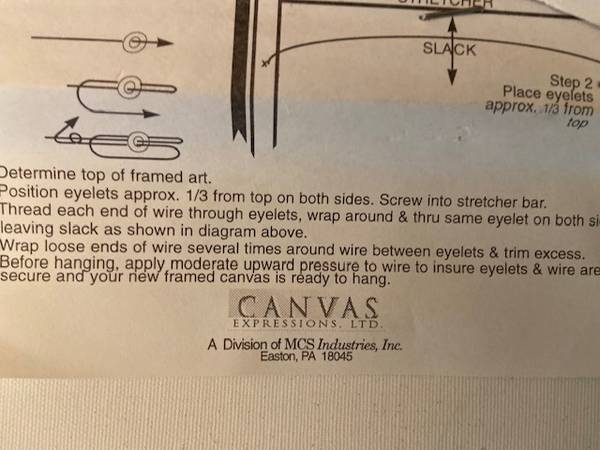 STRETCHER
SLACK
Step 2
Place eyelets
approx. 1/3 from
top
Determine top of framed art.
Position eyelets approx. 1/3 from top on both sides. Screw into stretcher bar.
Thread each end of wire through eyelets, wrap around & thru same eyelet on both si
leaving slack as shown in diagram above.
Wrap loose ends of wire several times around wire between eyelets & trim excess.
Before hanging, apply moderate upward pressure to wire to insure eyelets & wire are
secure and your new framed canvas is ready to hang.
CANVAS
EXPRESSIONS, LTD.
A Division of MCS Industries, Inc.
Easton, PA 18045